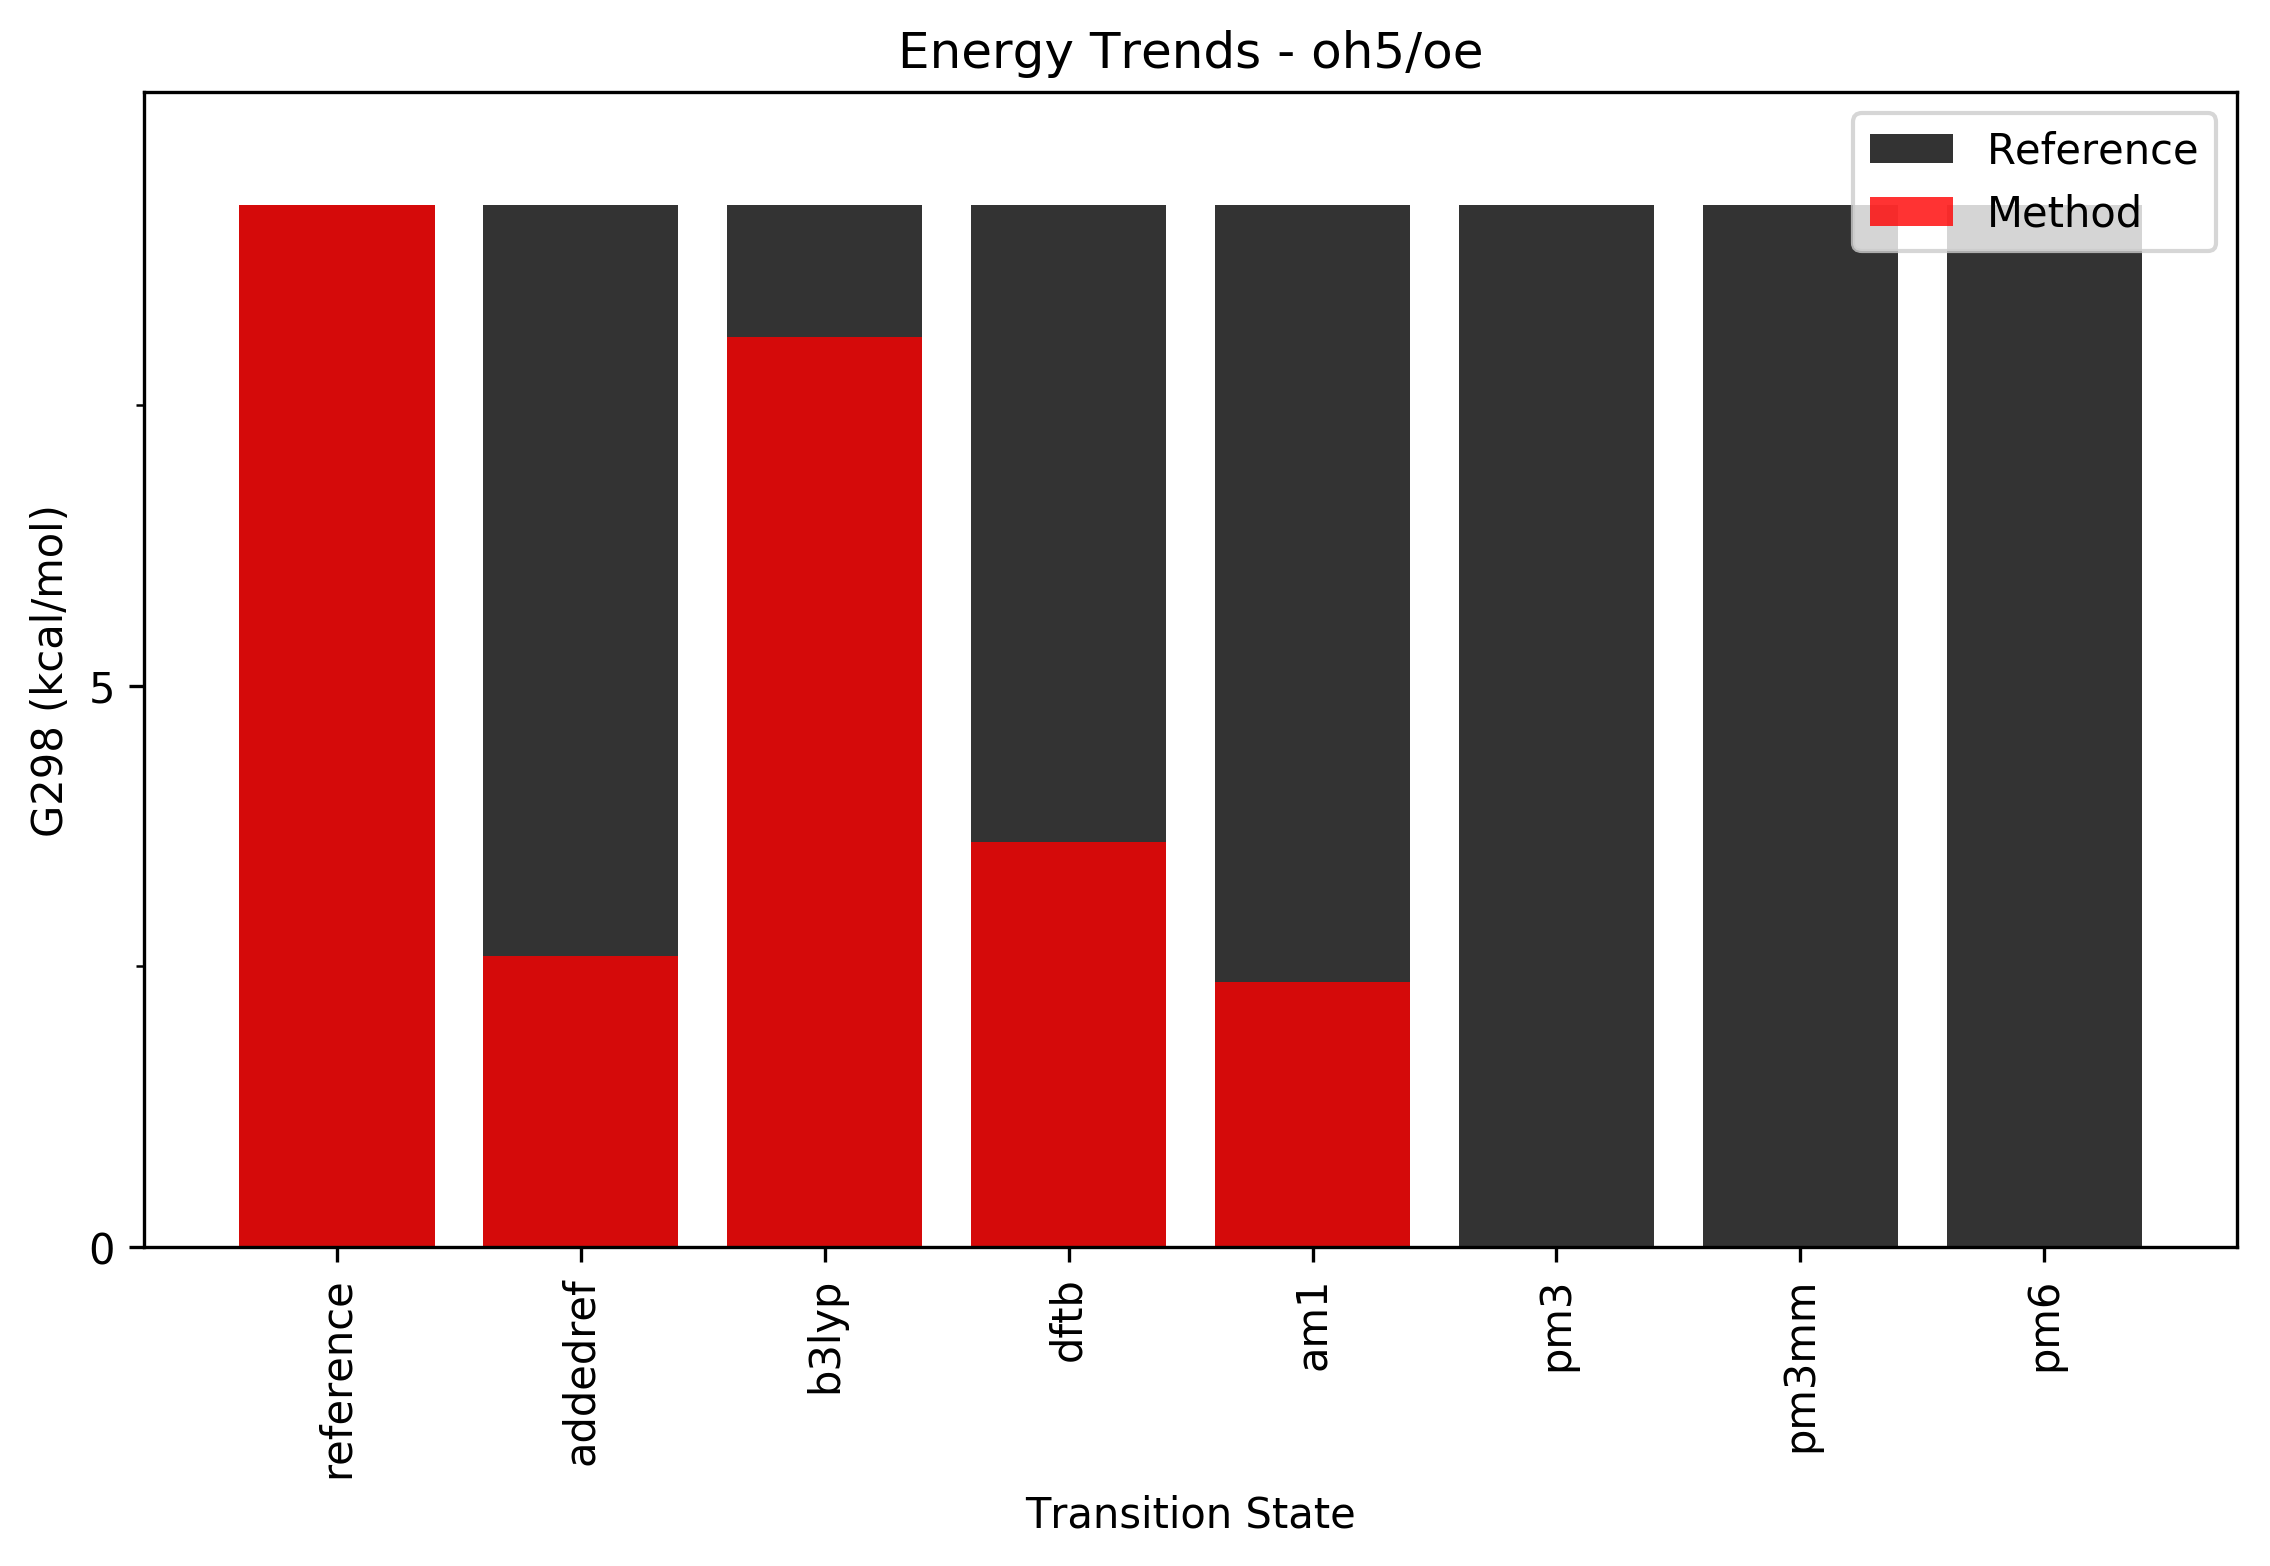 Energy Trends - oh5/oe
Reference
Method
G298 (kcal/mol)
5
0
reference
addedref
b3lyp
dftb
am1
pm3
pm3mm
pm6
Transition State